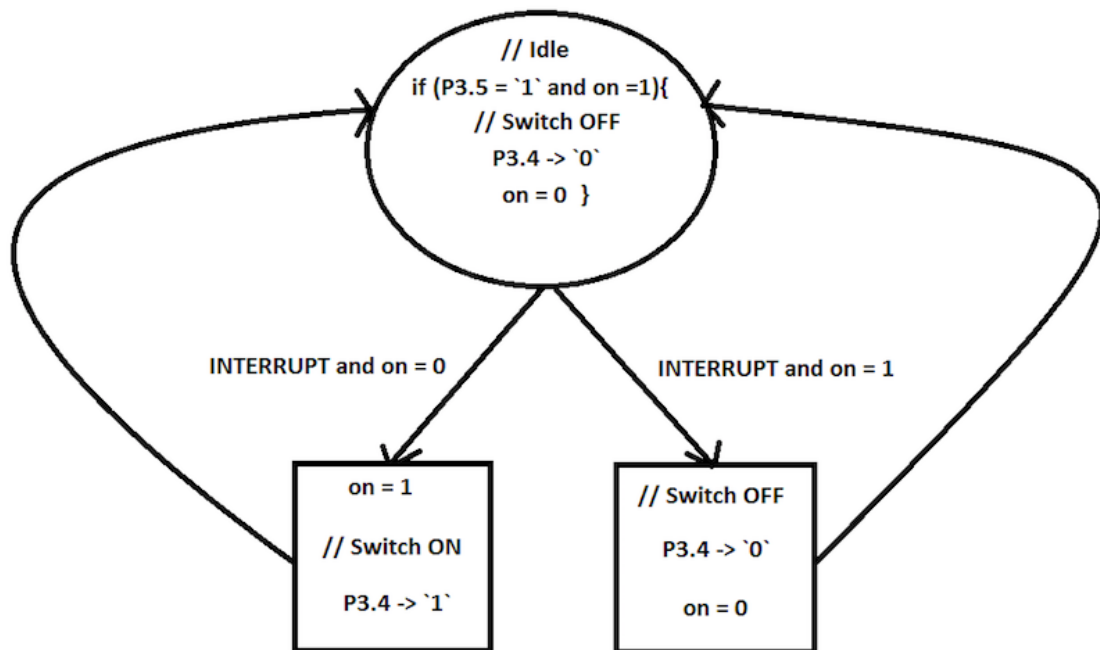 // Idle
if (P3.5 = `1` and on =1){
// Switch OFF
P3.4 -> `0`
on = 0 }
INTERRUPT and on = 0
INTERRUPT and on = 1
on = 1
// Switch ON
P3.4 -> `1`
// Switch OFF
P3.4 -> `0`
on = 0